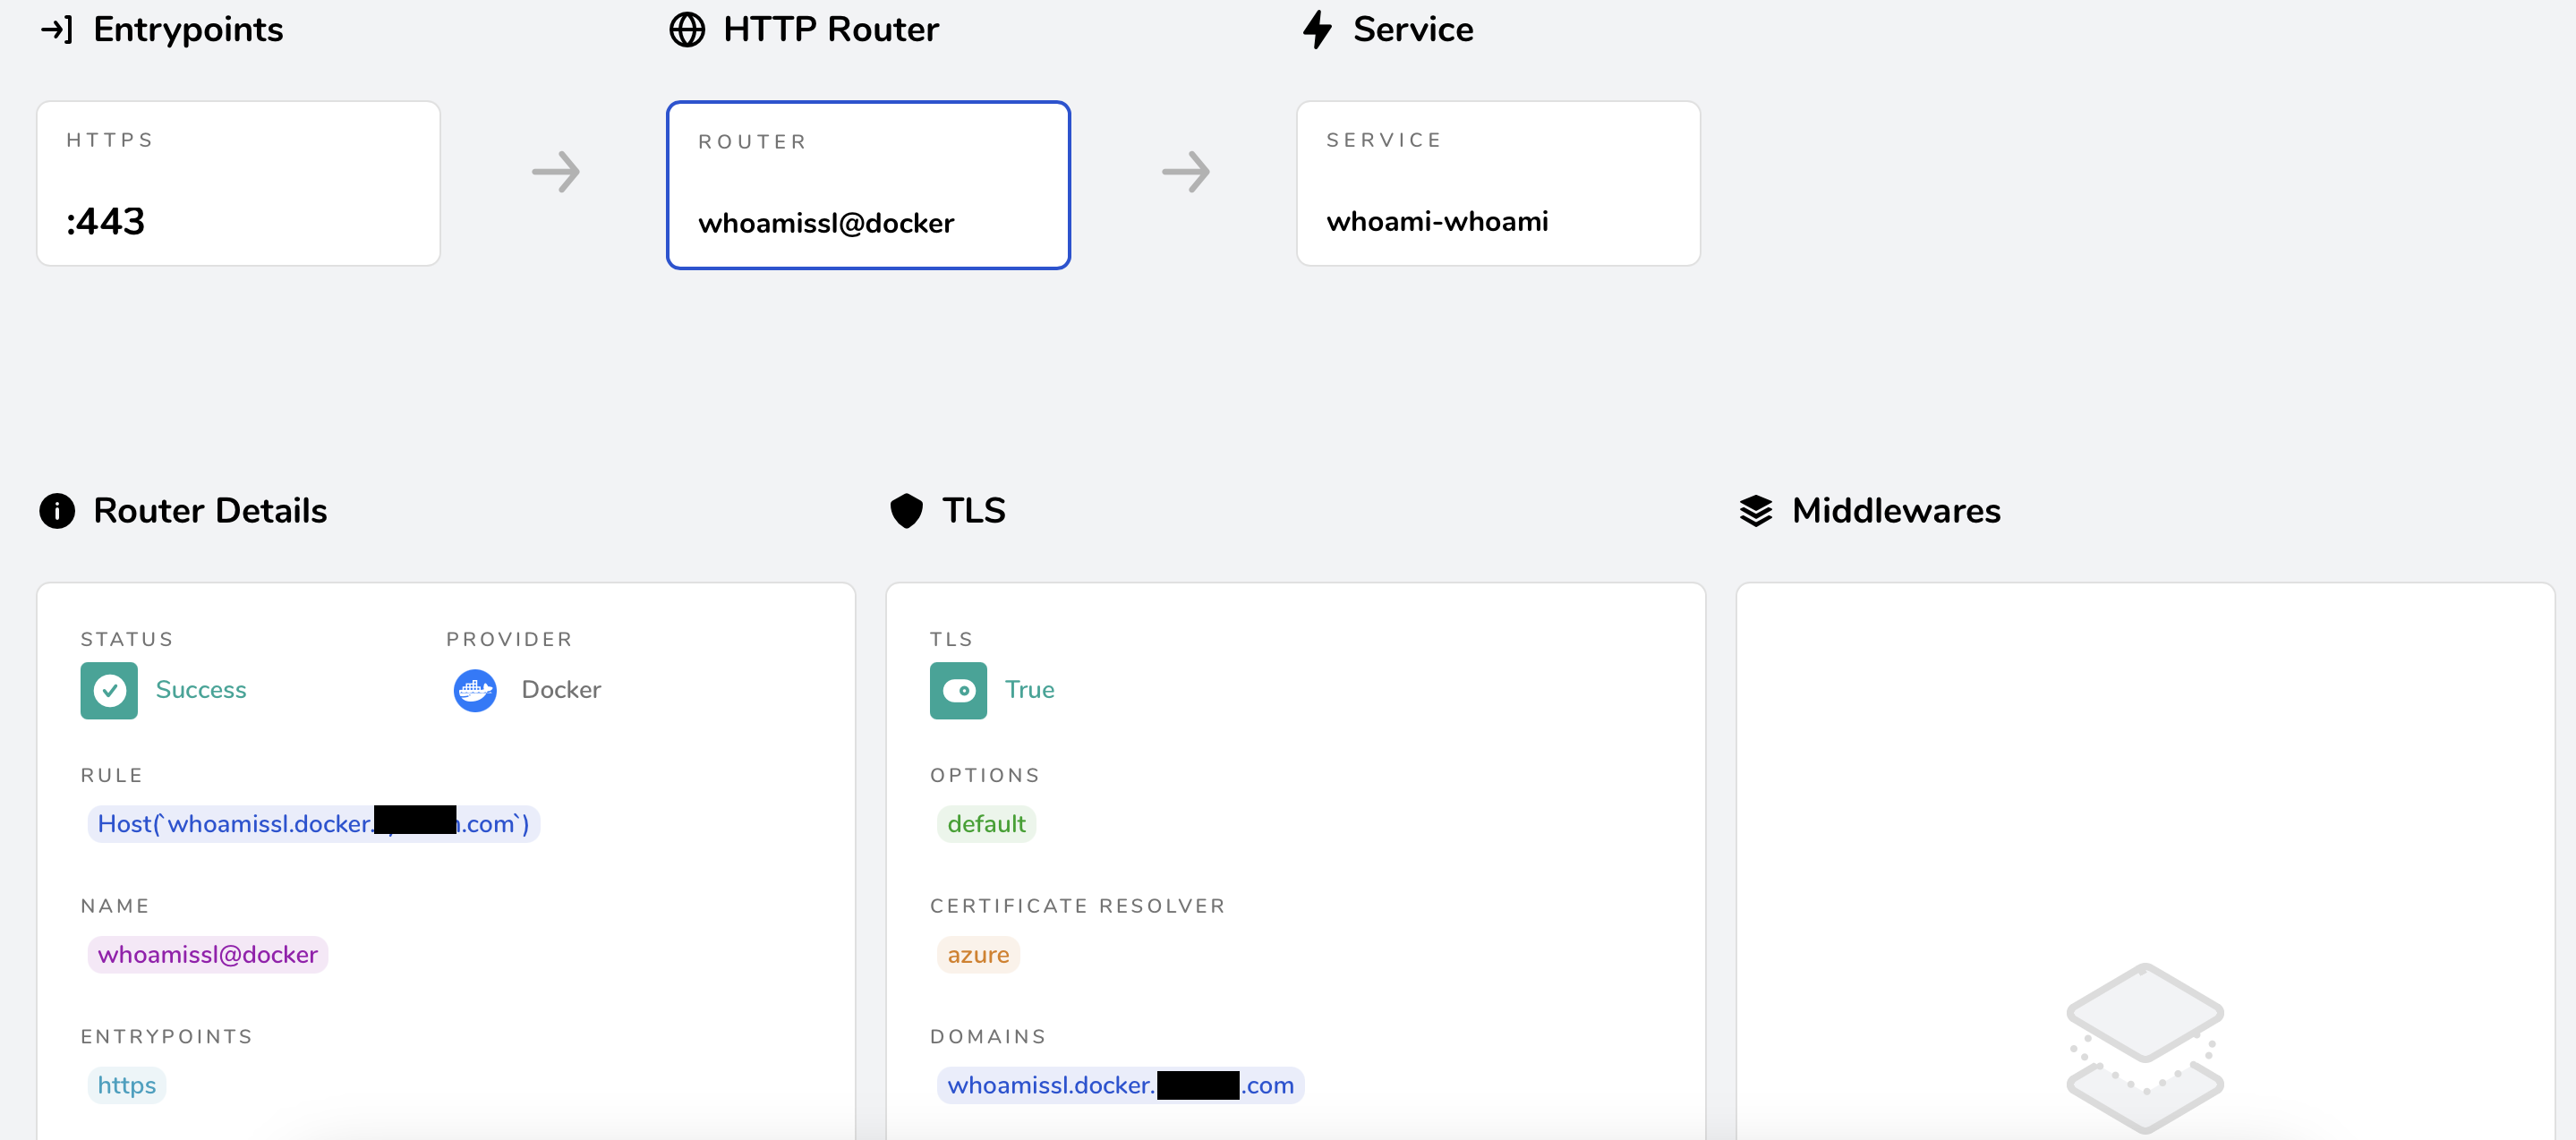 Entrypoints
HTTP Router
Service
HTTPS
:443
ROUTER
whoamissl@docker
SERVICE
whoami-whoami
Router Details
TLS
Middlewares
STATUS
Success
PROVIDER
Docker
RULE
Host(`whoamissl.docker. .com`)
NAME
whoamissl@docker
ENTRYPOINTS
https
TLS
True
OPTIONS
default
CERTIFICATE RESOLVER
azure
DOMAINS
whoamissl.docker. .com